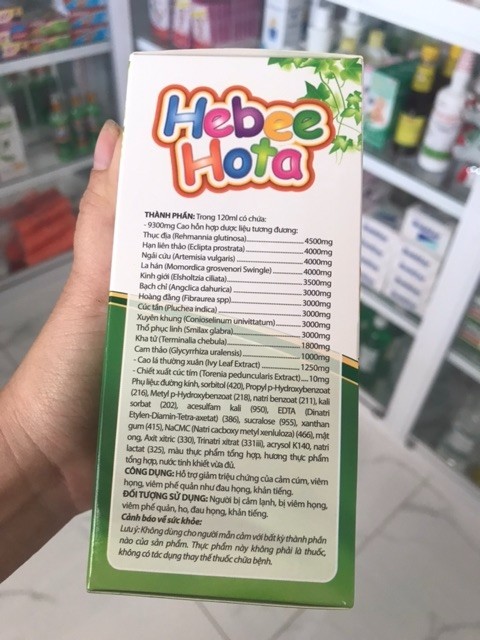 Hebee
Hota
THÀNH PHẦN: Trong 120ml có chứa:
- 9300mg Cao hỗn hợp dược liệu tương đương:
Thục địa (Rehmannia glutinosa)...4500mg
Hạn liên thảo (Eclipta prostrata)...4000mg
Ngải cứu (Artemisia vulgaris)...4000mg
La hán (Momordica grosvenori Swingle)...4000mg
Kinh giới (Elsholtzia ciliata)...3500mg
Bạch chỉ (Angclica dahurica)...3000mg
Hoàng đằng (Fibraurea spp)...3000mg
Cúc tần (Pluchea indica)...3000mg
Xuyên khung (Conioselinum univittatum)...3000mg
Thổ phục linh (Smilax glabra)...3000mg
Kha tử (Terminalia chebula)...1800mg
Cam thảo (Glycyrrhiza uralensis)...1000mg
- Cao lá thường xuân (Ivy Leaf Extract)...1250mg
- Chiết xuất cúc tím (Torenia peduncularis Extract)...10mg
Phụ liệu: đường kính, sorbitol (420), Propyl p-Hydroxybenzoat
(216), Metyl p-Hydroxybenzoat (218), natri benzoat (211), kali
sorbat (202), acesulfam kali (950), EDTA (Dinatri
Etylen-Diamin-Tetra-axetat) (386), sucralose (955), xanthan
gum (415), NaCMC (Natri cacboxy metyl xenluloza) (466), mật
ong, Axit xitric (330), Trinatri xitrat (331iii), acrysol K140, natri
lactat (325), màu thực phẩm tổng hợp, hương thực phẩm
tổng hợp, nước tinh khiết vừa đủ.
CÔNG DỤNG: Hỗ trợ giảm triệu chứng của cảm cúm, viêm
họng, viêm phế quản như đau họng, khản tiếng.
ĐỐI TƯỢNG SỬ DỤNG: Người bị cảm lạnh, bị viêm họng,
viêm phế quản, ho, đau họng, khản tiếng.
Cảnh báo về sức khỏe:
Lưu ý: Không dùng cho người mẫn cảm với bất kỳ thành phần
nào của sản phẩm. Thực phẩm này không phải là thuốc,
không có tác dụng thay thế thuốc chữa bệnh.